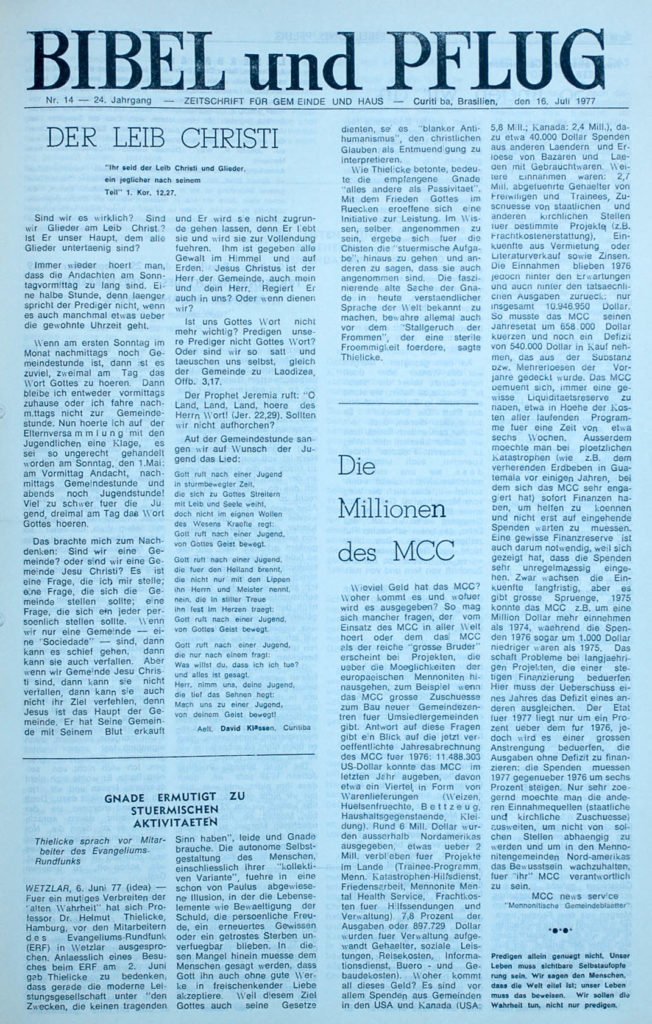 BIBEL und PFLUG
Nr. 14 — 24. Jahrgang — ZEITSCHRIFT FÜR GEMEINDE UND HAUS — Curitiba, Brasilien, den 16. Juli 1977
DER LEIB CHRISTI
"Ihr seid der Leib Christi und Glieder,
ein jeglicher nach seinem
Teil" 1. Kor. 12,27.
Sind wir es wirklich? Sind
wir Glieder am Leib Christi?
Ist Er unser Haupt, dem alle
Glieder untertaenig sind?
Immer wieder hoert man,
dass die Andachten am Sonn-
tagvormittag zu lang sind. Ei-
ne halbe Stunde, denn laenger
spricht der Prediger nicht, wenn
es auch manchmal etwas ueber
die gewohnte Uhrzeit geht.
Wenn am ersten Sonntag im
Monat nachmittags noch Ge-
meindestunde ist, dann ist es
zuviel, zweimal am Tag das
Wort Gottes zu hoeren. Dann
bleibe ich entweder vormittags
zuhause oder ich fahre nach-
mittags nicht zur Gemeinde-
stunde. Nun hoerte ich auf der
Elternversammlung mit den
Jugendlichen eine Klage, es
sei so ungerecht gehandelt
worden am Sonntag, den 1. Mai:
am Vormittag Andacht, nach-
mittags Gemeindestunde und
abends noch Jugendstunde!
Viel zu schwer fuer die Ju-
gend, dreimal am Tag das Wort
Gottes hoeren.
Das brachte mich zum Nach-
denken: Sind wir eine Ge-
meinde? oder sind wir eine Ge-
meinde Jesu Christi? Es ist
eine Frage, die ich mir stelle;
eine Frage, die sich die Ge-
meinde stellen sollte; eine
Frage, die sich ein jeder per-
soenlich stellen sollte. Wenn
wir nur eine Gemeinde — ei-
ne "Sociedade" — sind, dann
kann es schief gehen, dann
kann sie auch verfallen. Aber
wenn wir Gemeinde Jesu Chris-
ti sind, dann kann sie nicht
verfallen, dann kann sie auch
nicht ihr Ziel verfehlen, denn
Jesus ist das Haupt der Ge-
meinde. Er hat Seine Gemein-
de mit Seinem Blut erkauft
und Er wird sie nicht zugrun-
de gehen lassen, denn Er liebt
sie und wird sie zur Vollendung
fuehren. Ihm ist gegeben alle
Gewalt im Himmel und auf
Erden. Jesus Christus ist der
Herr der Gemeinde, auch mein
und dein Herr. Regiert Er
auch in uns? Oder wenn dienen
wir?
Ist uns Gottes Wort nicht
mehr wichtig? Predigen unse-
re Prediger nicht Gottes Wort?
Oder sind wir so satt und
taeuschen uns selbst, gleich
der Gemeinde zu Laodizea,
Offb. 3,17.
Der Prophet Jeremia ruft: "O
Land, Land, Land, hoere des
Herrn Wort! (Jer. 22,29). Sollten
wir nicht aufhorchen?
Auf der Gemeindestunde san-
gen wir auf Wunsch der Ju-
gend das Lied:
Gott ruft nach einer Jugend
in sturmbewegter Zeit,
die sich zu Gottes Streitern
mit Leib und Seele weiht,
doch nicht im eignen Wollen
des Wesens Kraefte regt:
Gott ruft nach einer Jugend,
von Gottes Geist bewegt.
Gott ruft nach einer Jugend,
die fuer den Holland brennt,
die nicht nur mit den Lippen
ihn Herrn und Meister nennt,
nein, die in stiller Treue
ihn fest im Herzen traegt:
Gott ruft nach einer Jugend,
von Gottes Geist bewegt.
Gott ruft nach einer Jugend,
die nur nach einem fragt:
Was willst du, dass ich ich tue?
und alles ist gesagt.
Herr, nimm uns, deine Jugend,
die tief das Sehnen hegt:
Mach uns zu einer Jugend,
von deinem Geist bewegt!
Aelt. David Klassen, Curitiba
GNADE ERMUTIGT ZU
STUERMISCHEN
AKTIVITAETEN
Thielicke sprach vor Mitar-
beiter des Evangeliums-
Rundfunks
WETZLAR, 6. Juni 77 (idea) —
Fuer ein mutiges Verbreiten der
"alten Wahrheit" hat sich Pro-
fessor Dr. Helmut Thielicke,
Hamburg, vor den Mitarbeitern
des Evangeliums-Rundfunk.
(ERF) in Wetzlar ausgespro-
chen. Anlaesslich eines Besu-
ches beim ERF am 2. Juni
gab Thielicke zu bedenken,
dass gerade die moderne Lei-
stungsgesellschaft unter "den
Zwecken, die keinen tragenden
Sinn haben", leide und Gnade
brauche. Die autonome Selbst-
gestaltung des Menschen,
einschliesslich ihrer "kollekti-
ven Variante", fuehre in eine
schon von Paulus abgewiese-
ne Illusion, in der die Lebense-
lemente wie Bewaeltigung der
Schuld, die persoenliche Freu-
de, ein erneuertes Gewissen
oder ein getrostes Sterben un-
verfuegbar blieben. In die-
sen Mangel hinein muesse dem
Menschen gesagt werden, dass
Gott ihn auch ohne gute Wer-
ke in freischenkender Liebe
akzeptiere. Weil diesem Ziel
Gottes auch seine Gesetze
dienten, se es "blanker Anti-
humanismus", den christlichen
Glauben als Entmuendigung zu
interpretieren.
Wie Thielicke betonte, bedeu-
te die empfangene Gnade
"alles andere als Passivitaet".
Mit dem Frieden Gottes im
Ruecken eroeffne sich eine
Initiative zur Leistung. Im Wis-
sen, selber angenommen zu
sein, ergebe sich fuer die
Chisten die "stuermische Aufga-
be", hinaus zu gehen und an-
deren zu sagen, dass sie auch
angenommen sind. Die faszi-
nierende alte Sache der Gna-
de in heute verstaendlicher
Sprache der Welt bekannt zu
machen, bewahre allemal auch
vor dem "Stallgeruch der
Frommen", der eine sterile
Froemmigkeit foerdere, sagte
Thielicke.
Die
Millionen
des MCC
Wieviel Geld hat das MCC?
Woher kommt es und wofuer
wird es ausgegeben? So mag
sich mancher fragen, der vom
Einsatz des MCC in aller Welt
hoert oder dem das MCC
als der reiche "grosse Bruder"
erscheint bei Projekten, die
ueber die Moeglichkeiten der
europaeischen Mennoniten hi-
nausgehen, zum Beispiel wenn
das MCC grosse Zuschuesse
zum Bau neuer Gemeindezen-
tren fuer Umsiedlergemeinden
gibt. Antwort auf diese Fragen
gibt ein Blick auf die jetzt ver-
oeffentlichte Jahresabrechnung
des MCC fuer 1976: 11.488.303
US-Dollar konnte das MCC im
letzten Jahr augeben, davon
etwa ein Viertel in Form von
Warenlieferungen (Weizen,
Huelsenfruechte, Bettzeug,
Haushaltsgegenstaende, Klei-
dung). Rund 6 Mill. Dollar wur-
den ausserhalb Nordamerikas
ausgegeben, etwas ueber 2
Mill. verblieben fuer Projekte
im Lande (Trainee-Programm,
Menn. Katastrophen-Hilfsdienst,
Friedensarbeit, Mennonite Men-
tal Health Service, Frachtkos-
ten fuer Hilfssendungen und
Verwaltung). 7,8 Prozent der
Ausgaben oder 897.729 Dollar
wurden fuer Verwaltung aufge-
wandt Gehaelter, soziale Leis-
tungen, Reisekosten, Informa-
tionsdienst, Buero- und Ge-
baudekosten). Woher kommt
all dieses Geld? Es sind vor
allem Spenden aus Gemeinden
in den USA und Kanada (USA:
5,8 Mill.; Kanada: 2,4 Mill.), da-
zu etwa 40.000 Dollar Spenden
aus anderen Laendern und Er-
loese von Bazaren und Lae-
den mit Gebrauchtwaren. Wei-
tere Einnahmen waren: 2,7
Mill. abgefuerte Gehaelter von
Freiwilligen und Trainees, Zu-
schuesse von staatlichen und
anderen kirchlichen Stellen
fuer bestimmte Projekte (z.B.
Frachtkostenerstattung), Ein-
kuenfte aus Vermietung oder
Literaturverkauf sowie Zinsen.
Die Einnahmen blieben 1976
jedoch hinter den Erwartungen
und auch hinter den tatsaechli-
chen Ausgaben zurueck: nur
insgesamt 10.946.950 Dollar.
So musste das MCC seinen
Jahresetat um 658.000 Dollar
kuerzen und noch ein Defizit
von 540.000 Dollar in Kauf neh-
men, das aus der Substanz
bzw. Mehrerloesen der Vor-
jahre gedeckt wurde. Das MCC
bemueht sich, immer eine ge-
wisse Liquiditaetsreserve zu
haben, etwa in Hoehe der Kos-
ten aller laufenden Program-
me fuer eine Zeit von etwa
sechs Wochen. Ausserdem
moechte man bei ploetzlichen
Katastrophen (wie z.B. dem
verherenden Erdbeben in Gua-
temala vor einigen Jahren, bei
dem sich das MCC sehr enga-
giert hat) sofort Finanzen ha-
ben, um helfen zu koennen
und nicht erst auf eingehende
Spenden warten zu muessen.
Eine gewisse Finanzreserve ist
auch darum notwendig, weil sich
gezeigt hat, dass die Spenden
sehr unregelmaessig einge-
hen. Zwar wachsen die Ein-
kuenfte langfristig, aber es
gibt grosse Spruenge, 1975
konnte das MCC z.B. um eine
Million Dollar mehr einnehmen
als 1974, waehrend die Spen-
den 1976 sogar um 1.000 Dollar
niedriger waren als 1975. Das
schaft Probleme bei langjaehri-
gen Projekten, die einer ste-
tigen Finanzierung beduerfen
Hier muss der Ueberschuss ei-
nes Jahres das Defizit eines an-
deren ausgleichen. Der Etat
fuer 1977 liegt nur um ein Pro-
zent ueber dem fur 1976, je-
doch wird es einer grossen
Anstrengung beduerfen, die
Ausgaben ohne Defizit zu finan-
zieren: die Spenden muessen
1977 gegenueber 1976 um sechs
Prozent steigen. Nur sehr zoe-
gernd moechte man die ande-
ren Einnahmequellen (staatliche
und kirchliche Zuschuesse)
ausweiten, um nicht von sol-
chen Stellen abhaengig zu
werden und um in den Menno-
nitengemeinden Nord-amerikas
das Bewusstsein wachzuhalten,
fuer "ihr" MCC verantwortlich
zu sein.
MCC news service
"Mennonitische Gemeindeblaetter"
Predigen allein genuegt nicht. Unser
Leben muss sichtbare Selbstaufopfe
rung sein. Wir sagen den Menschen,
dass die Welt eitel ist; unser Leben
muss das beweisen. Wir sollen die
Wahrheit tun, nicht nur predigen.